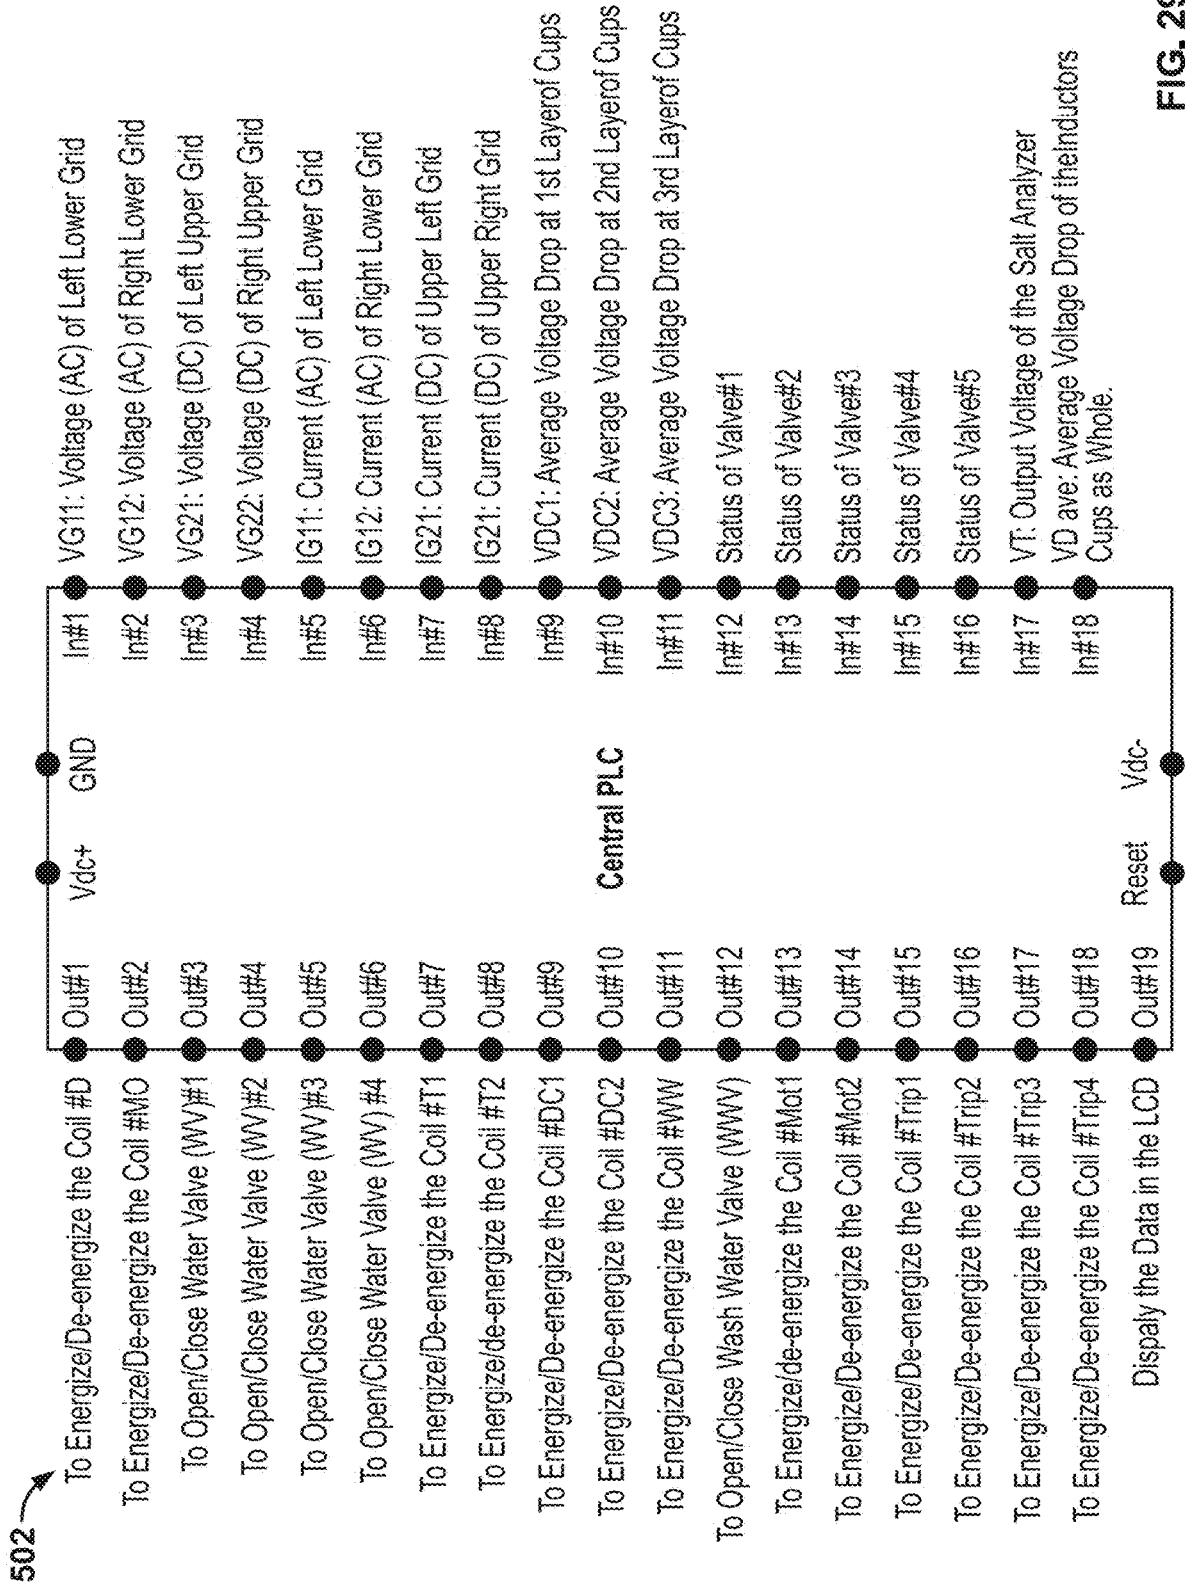 502
To Energize/De-energize the Coil #D
To Energize/De-energize the Coil #MO
To Open/Close Water Valve (WV)#1
To Open/Close Water Valve (WV)#2
To Open/Close Water Valve (WV)#3
To Open/Close Water Valve (WV) #4
To Energize/De-energize the Coil #T1
To Energize/de-energize the Coil #T2
To Energize/De-energize the Coil #DC1
To Energize/De-energize the Coil #DC2
To Energize/De-energize the Coil #WW
To Open/Close Wash Water Valve (WWV)
To Energize/de-energize the Coil #Mot1
To Energize/De-energize the Coil #Mot2
To Energize/De-energize the Coil #Trip1
To Energize/De-energize the Coil #Trip2
To Energize/De-energize the Coil #Trip3
To Energize/De-energize the Coil #Trip4
Dispaly the Data in the LCD
Out#1
Out#2
Out#3
Out#4
Out#5
Out#6
Out#7
Out#8
Out#9
Out#10
Out#11
Out#12
Out#13
Out#14
Out#15
Out#16
Out#17
Out#18
Out#19
Vdc+
GND
Central PLC
Reset
Vdc-
In#1
In#2
In#3
In#4
In#5
In#6
In#7
In#8
In#9
In#10
In#11
In#12
In#13
In#14
In#15
In#16
In#17
In#18
VG11: Voltage (AC) of Left Lower Grid
VG12: Voltage (AC) of Right Lower Grid
VG21: Voltage (DC) of Left Upper Grid
VG22: Voltage (DC) of Right Upper Grid
IG11: Current (AC) of Left Lower Grid
IG12: Current (AC) of Right Lower Grid
IG21: Current (DC) of Upper Left Grid
IG21: Current (DC) of Upper Right Grid
VDC1: Average Voltage Drop at 1st Layerof Cups
VDC2: Average Voltage Drop at 2nd Layerof Cups
VDC3: Average Voltage Drop at 3rd Layerof Cups
Status of Valve#1
Status of Valve#2
Status of Valve#3
Status of Valve#4
Status of Valve#5
VT: Output Voltage of the Salt Analyzer
VD ave: Average Voltage Drop of theInductors
Cups as Whole.
FIG. 29